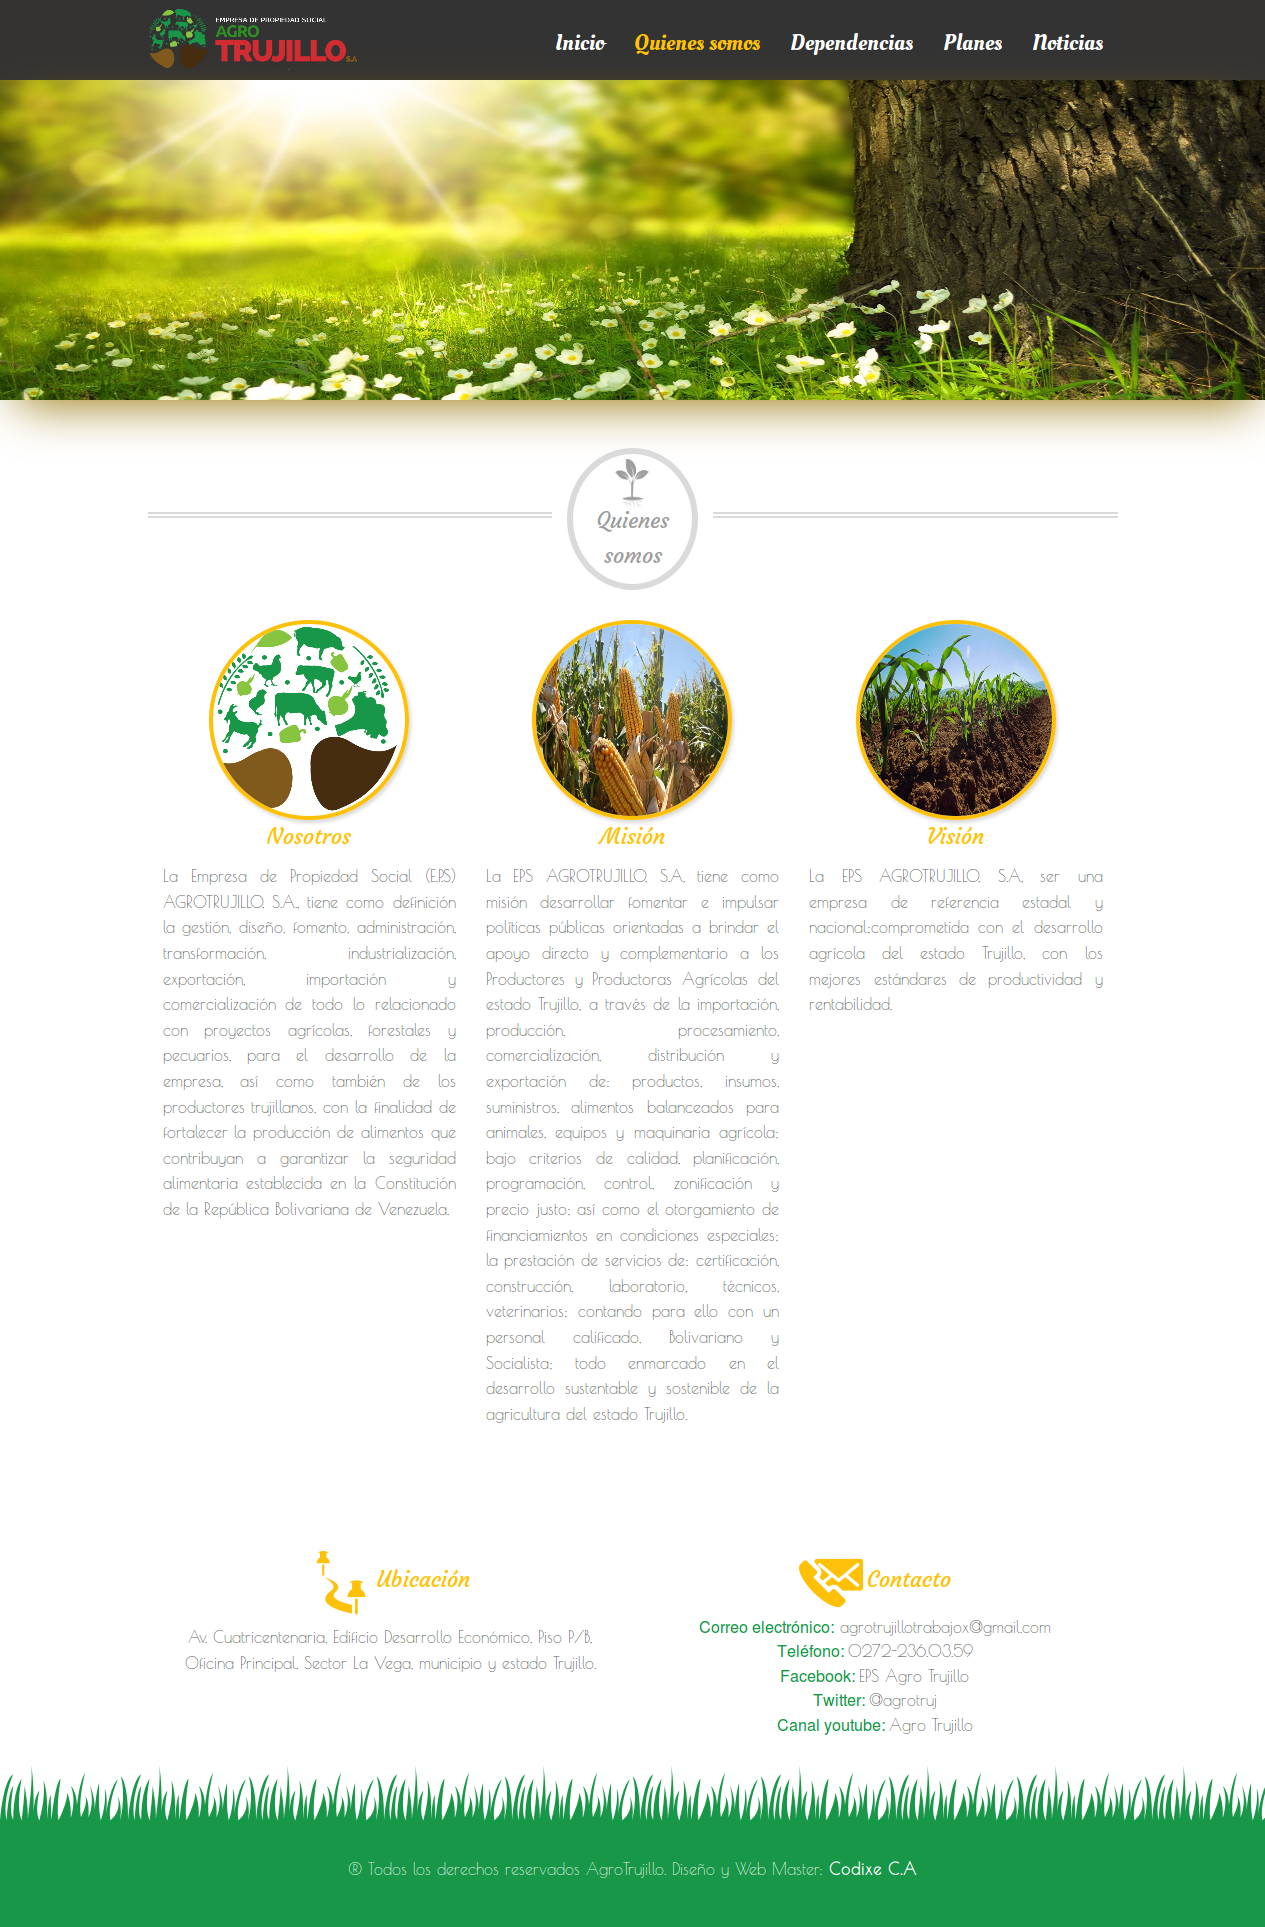 EMPRESA DE PROPIEDAD SOCIAL
AGRO
TRUJILLO S.A
Inicio Quienes somos Dependencias Planes Noticias
Quienes
somos
Nosotros
La Empresa de Propiedad Social (E.P.S)
AGROTRUJILLO, S.A., tiene como definición
la gestión, diseño, fomento, administración,
transformación, industrialización,
exportación, importación y
comercialización de todo lo relacionado
con proyectos agrícolas, forestales y
pecuarios, para el desarrollo de la
empresa, así como también de los
productores trujillanos, con la finalidad de
fortalecer la producción de alimentos que
contribuyan a garantizar la seguridad
alimentaria establecida en la Constitución
de la República Bolivariana de Venezuela.
Misión
La EPS AGROTRUJILLO, S.A, tiene como
misión desarrollar fomentar e impulsar
políticas públicas orientadas a brindar el
apoyo directo y complementario a los
Productores y Productoras Agrícolas del
estado Trujillo, a través de la importación,
producción, procesamiento,
comercialización, distribución y
exportación de: productos, insumos,
suministros, alimentos balanceados para
animales, equipos y maquinaria agrícola;
bajo criterios de calidad, planificación,
programación, control, zonificación y
precio justo; así como el otorgamiento de
financiamientos en condiciones especiales;
la prestación de servicios de: certificación,
construcción, laboratorio, técnicos,
veterinarios; contando para ello con un
personal calificado, Bolivariano y
Socialista; todo enmarcado en el
desarrollo sustentable y sostenible de la
agricultura del estado Trujillo.
Visión
La EPS AGROTRUJILLO, S.A, ser una
empresa de referencia estadal y
nacional;comprometida con el desarrollo
agrícola del estado Trujillo, con los
mejores estándares de productividad y
rentabilidad.
Ubicación
Av. Cuatricentenaria, Edificio Desarrollo Económico, Piso P/B,
Oficina Principal, Sector La Vega, municipio y estado Trujillo.
Contacto
Correo electrónico: agrotrujillotrabajox@gmail.com
Teléfono: 0272-236.03.59
Facebook: EPS Agro Trujillo
Twitter: @agrotruj
Canal youtube: Agro Trujillo
® Todos los derechos reservados AgroTrujillo. Diseño y Web Master: Codixe C.A